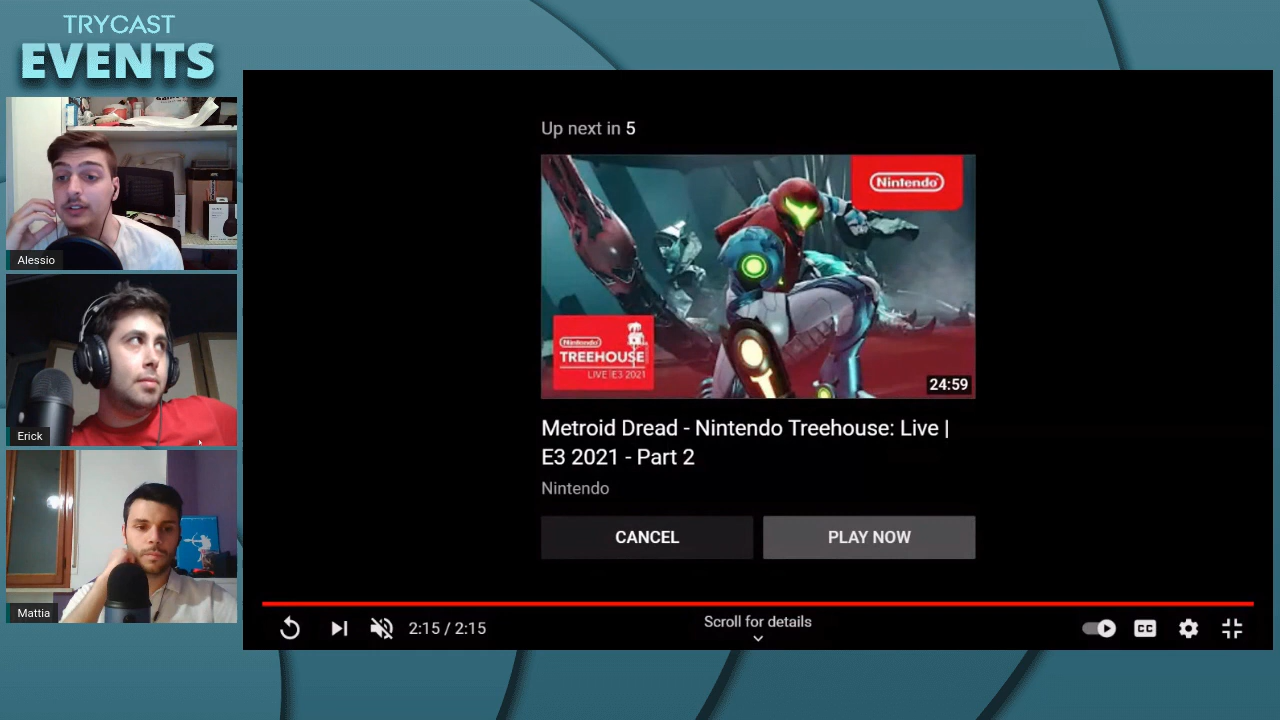 TRYCAST
EVENTS
Alessio
Erick
Mattia
Up next in 5
Nintendo
Nintendo
TREEHOUSE
LIVE | E3 2021
24:59
Metroid Dread - Nintendo Treehouse: Live |
E3 2021 - Part 2
Nintendo
CANCEL
PLAY NOW
2:15 / 2:15
Scroll for details
CC